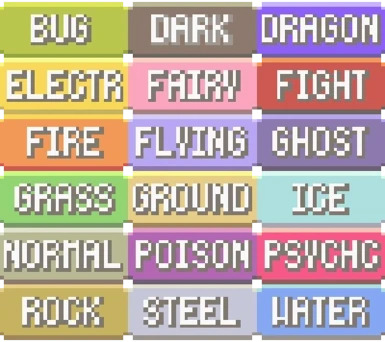 BUG DARK DRAGON
ELECTR FAIRY FIGHT
FIRE FLYING GHOST
GRASS GROUND ICE
NORMAL POISON PSYCHC
ROCK STEEL WATER